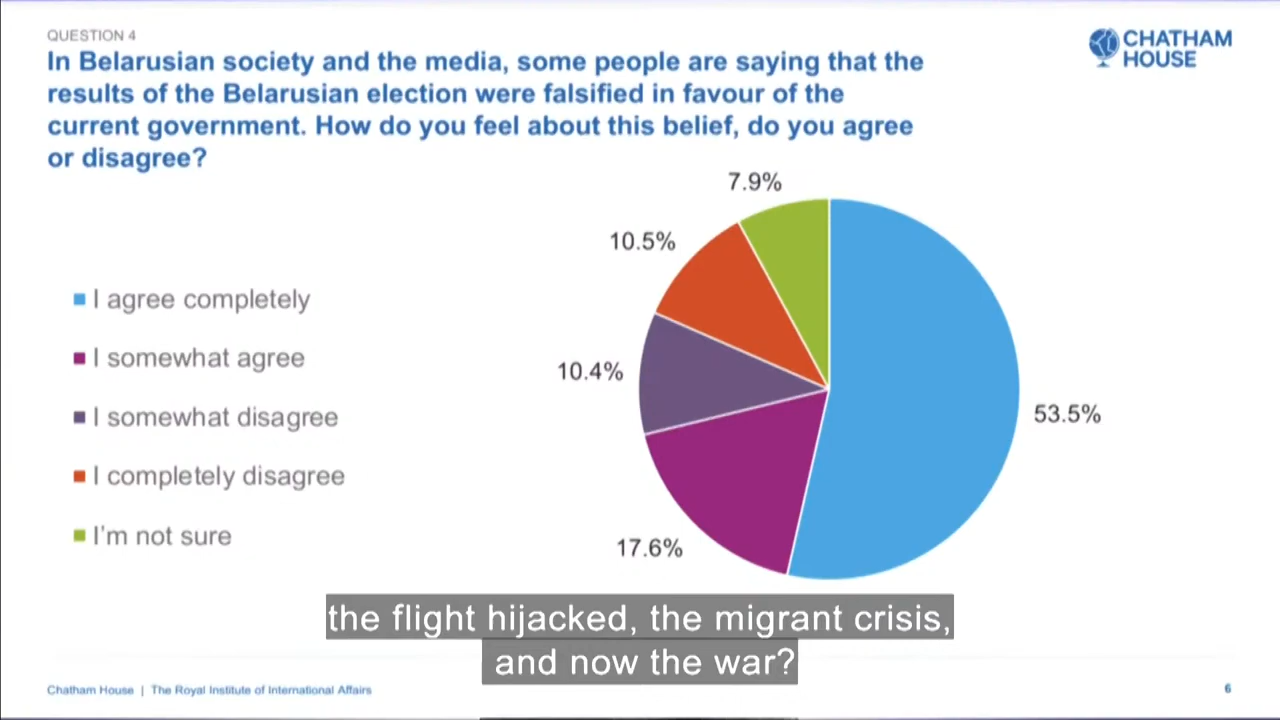 QUESTION 4
In Belarusian society and the media, some people are saying that the
results of the Belarusian election were falsified in favour of the
current government. How do you feel about this belief, do you agree
or disagree?
CHATHAM
HOUSE
7.9%
10.5%
10.4%
53.5%
17.6%
I agree completely
I somewhat agree
I somewhat disagree
I completely disagree
I'm not sure
the flight hijacked, the migrant crisis,
and now the war?
Chatham House | The Royal Institute of International Affairs
6